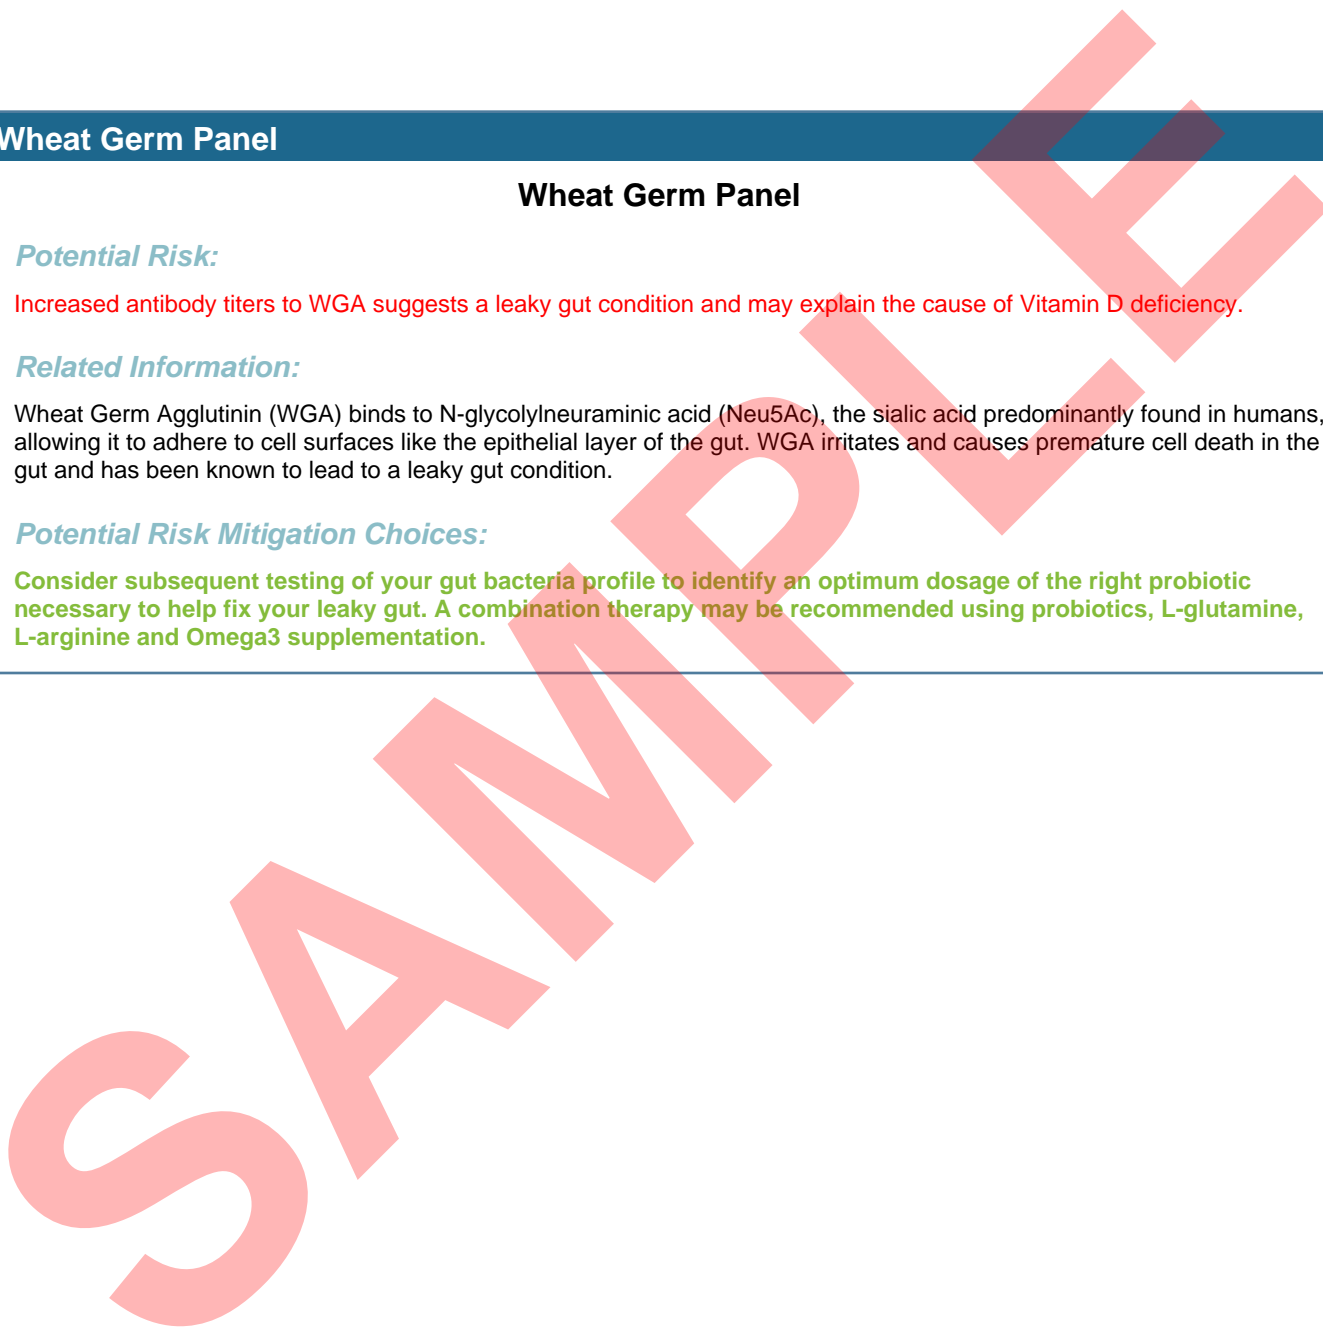 Wheat Germ Panel
Wheat Germ Panel
Potential Risk:
Increased antibody titers to WGA suggests a leaky gut condition and may explain the cause of Vitamin D deficiency.
Related Information:
Wheat Germ Agglutinin (WGA) binds to N-glycolylneuraminic acid (Neu5Ac), the sialic acid predominantly found in humans,
allowing it to adhere to cell surfaces like the epithelial layer of the gut. WGA irritates and causes premature cell death in the
gut and has been known to lead to a leaky gut condition.
Potential Risk Mitigation Choices:
Consider subsequent testing of your gut bacteria profile to identify an optimum dosage of the right probiotic
necessary to help fix your leaky gut. A combination therapy may be recommended using probiotics, L-glutamine,
L-arginine and Omega3 supplementation.
SAMPLE